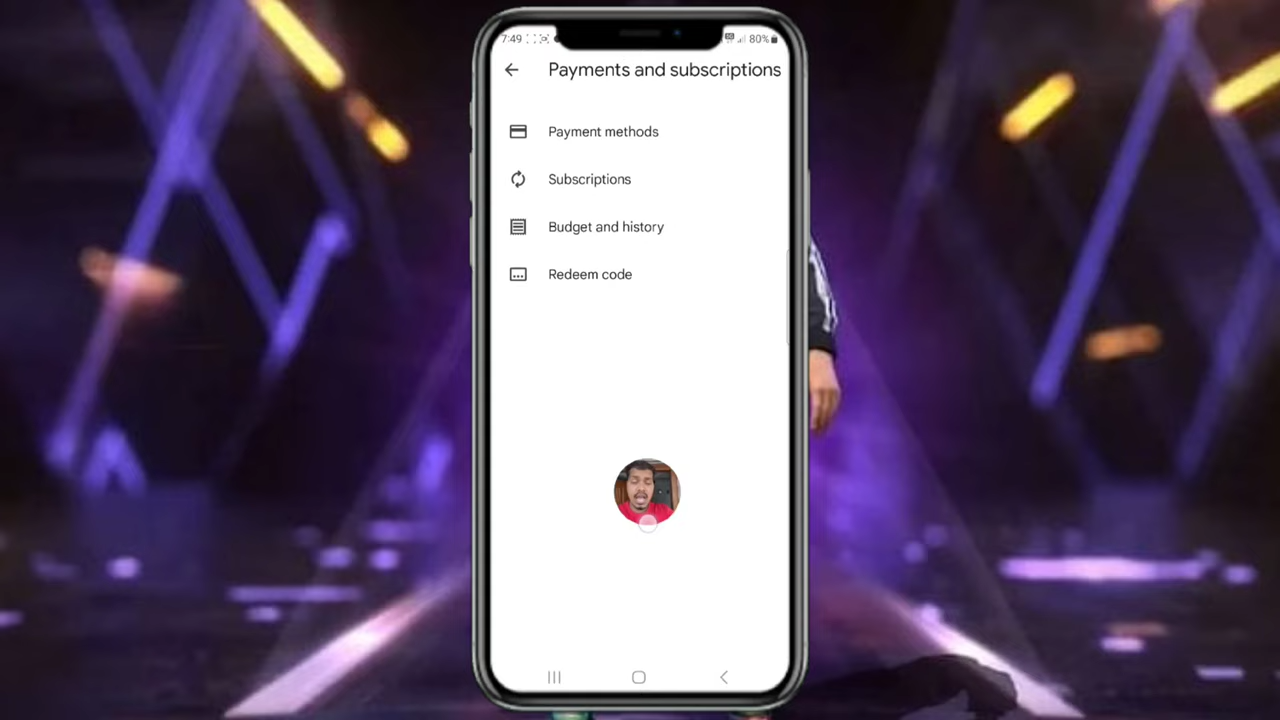 7:49
80%
Payments and subscriptions
Payment methods
Subscriptions
Budget and history
Redeem code